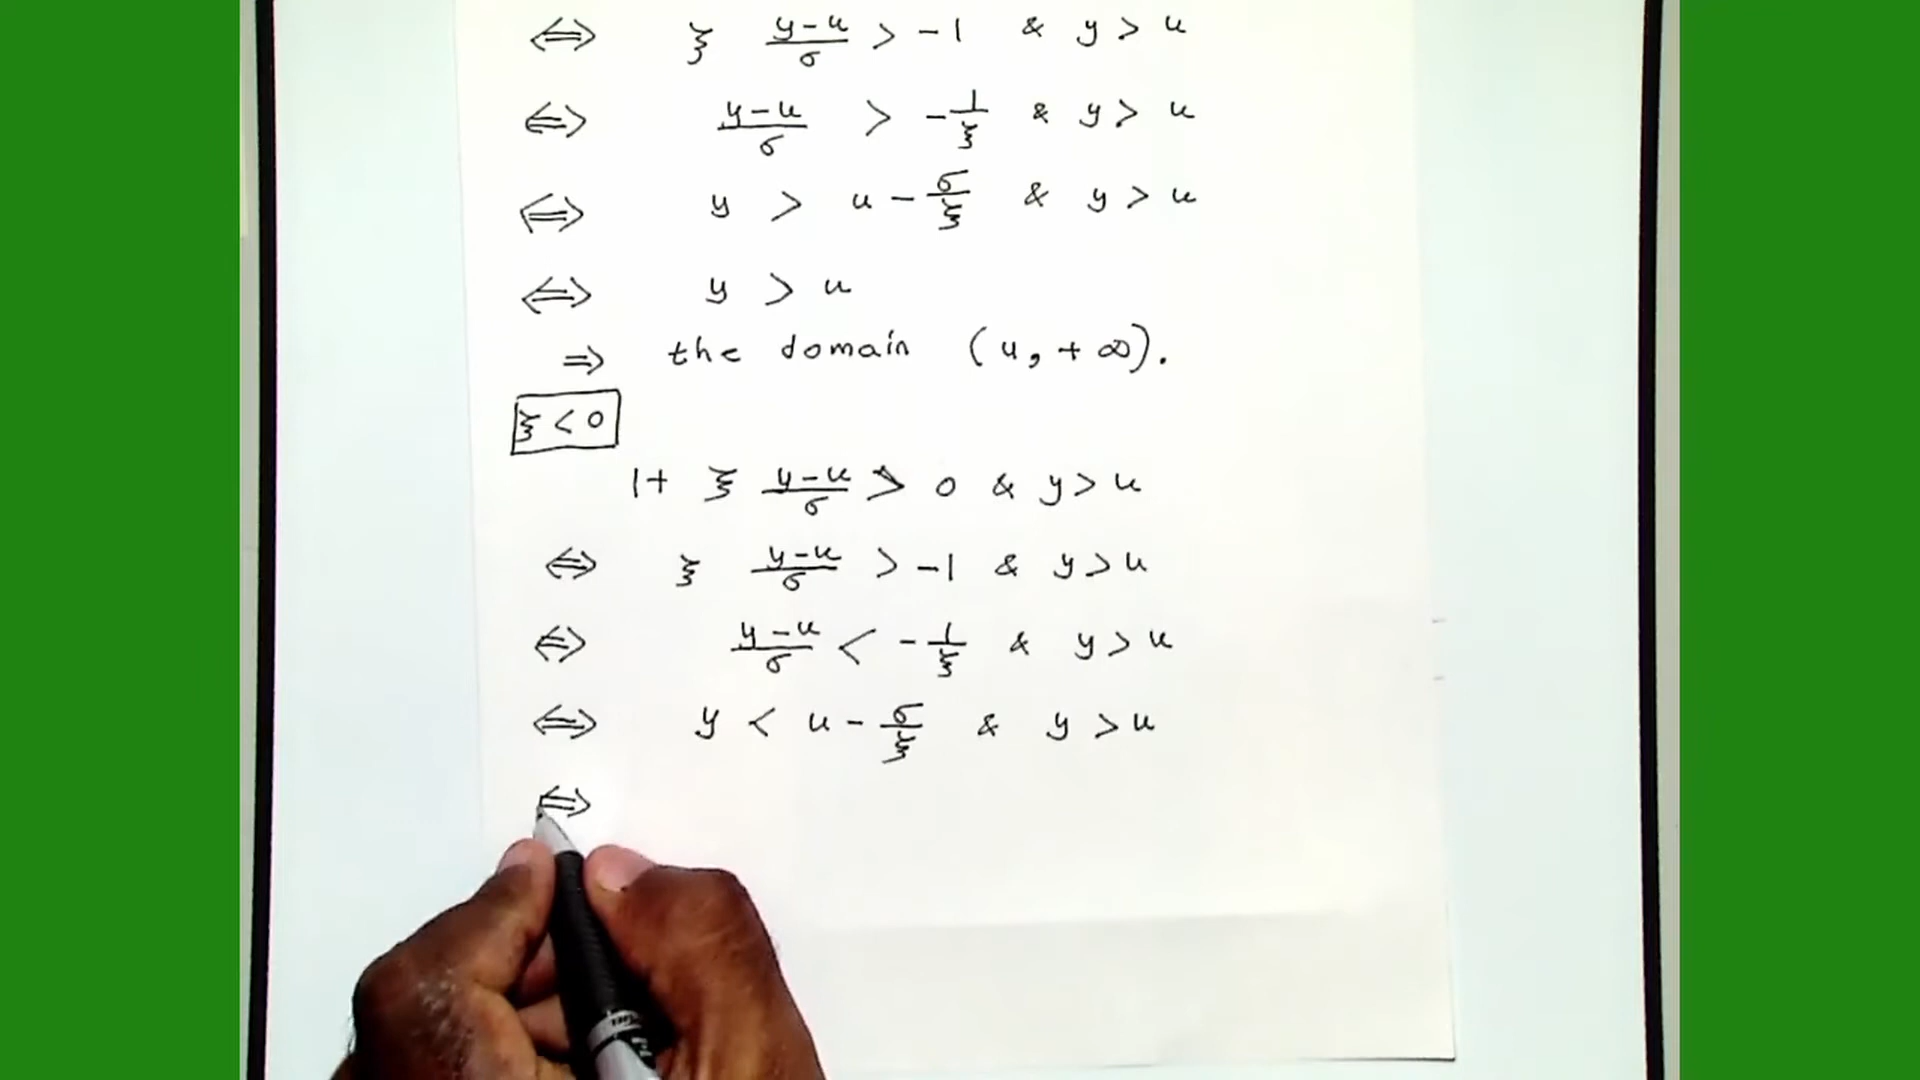 ⇔ ξ (y-u)/σ > -1 & y > u
⇔ (y-u)/σ > -1/ξ & y > u
⇔ y > u - σ/ξ & y > u
⇔ y > u
⇒ the domain (u, +∞).
ξ < 0
1+ ξ (y-u)/σ > 0 & y > u
⇔ ξ (y-u)/σ > -1 & y > u
⇔ (y-u)/σ < -1/ξ & y > u
⇔ y < u - σ/ξ & y > u
⇔